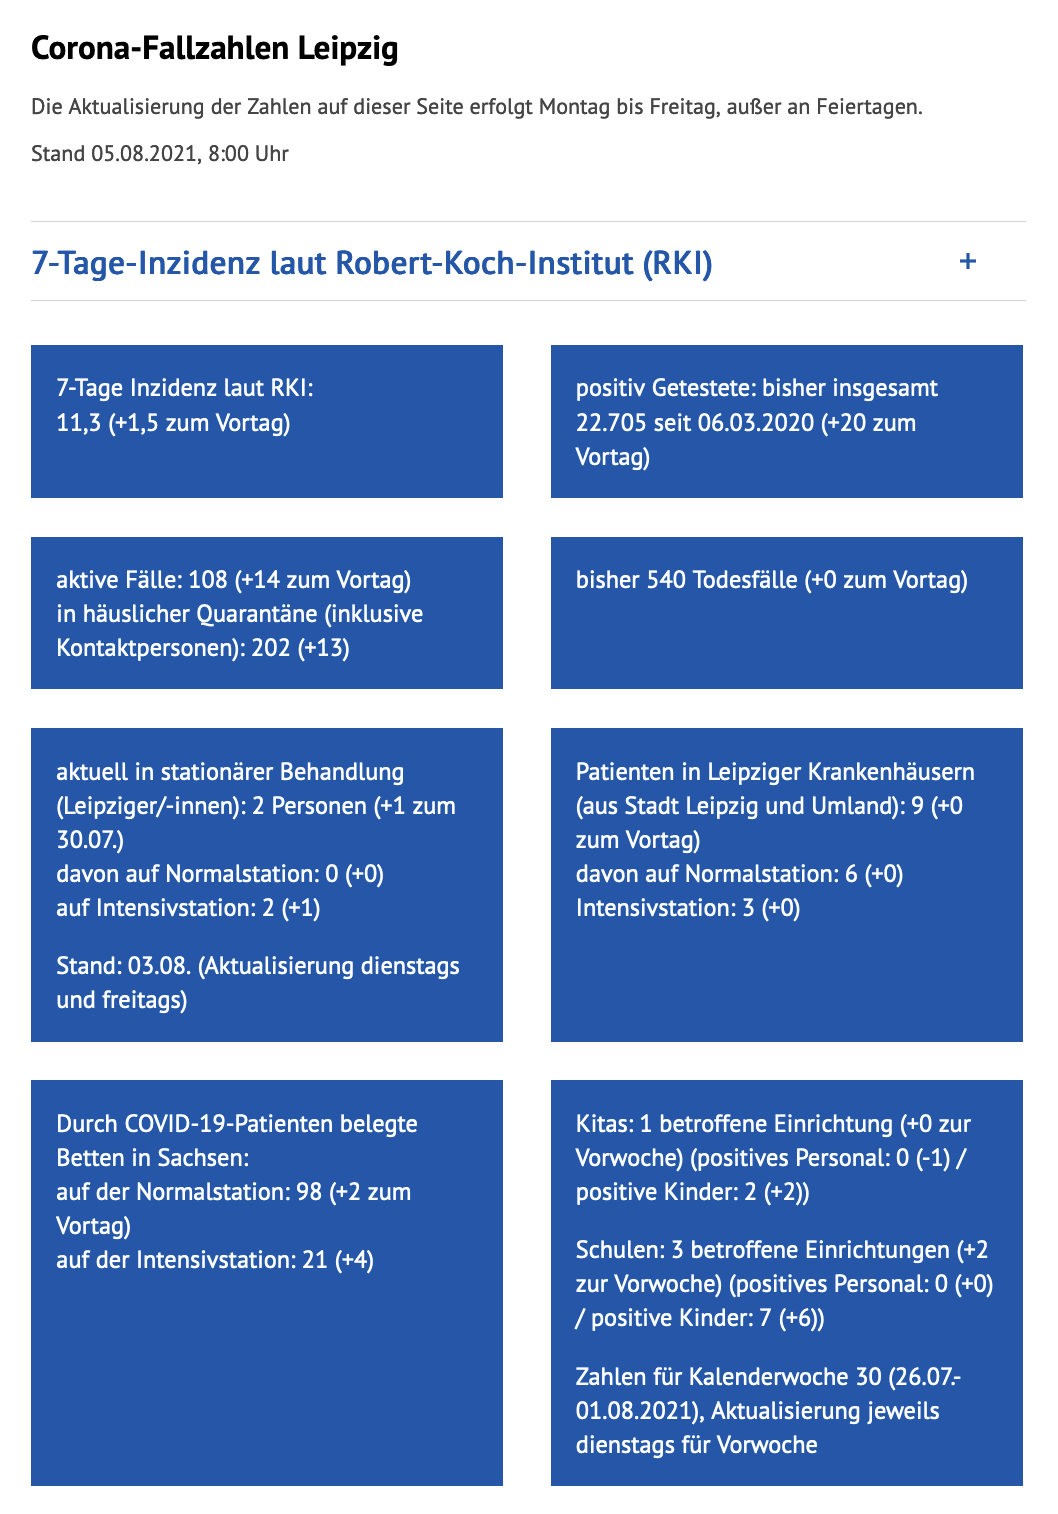 Corona-Fallzahlen Leipzig
Die Aktualisierung der Zahlen auf dieser Seite erfolgt Montag bis Freitag, außer an Feiertagen.
Stand 05.08.2021, 8:00 Uhr
7-Tage-Inzidenz laut Robert-Koch-Institut (RKI) +
7-Tage Inzidenz laut RKI:
11,3 (+1,5 zum Vortag)
positiv Getestete: bisher insgesamt
22.705 seit 06.03.2020 (+20 zum
Vortag)
aktive Fälle: 108 (+14 zum Vortag)
in häuslicher Quarantäne (inklusive
Kontaktpersonen): 202 (+13)
bisher 540 Todesfälle (+0 zum Vortag)
aktuell in stationärer Behandlung
(Leipziger/-innen): 2 Personen (+1 zum
30.07.)
davon auf Normalstation: 0 (+0)
auf Intensivstation: 2 (+1)
Stand: 03.08. (Aktualisierung dienstags
und freitags)
Patienten in Leipziger Krankenhäusern
(aus Stadt Leipzig und Umland): 9 (+0
zum Vortag)
davon auf Normalstation: 6 (+0)
Intensivstation: 3 (+0)
Durch COVID-19-Patienten belegte
Betten in Sachsen:
auf der Normalstation: 98 (+2 zum
Vortag)
auf der Intensivstation: 21 (+4)
Kitas: 1 betroffene Einrichtung (+0 zur
Vorwoche) (positives Personal: 0 (-1) /
positive Kinder: 2 (+2))
Schulen: 3 betroffene Einrichtungen (+2
zur Vorwoche) (positives Personal: 0 (+0)
/ positive Kinder: 7 (+6))
Zahlen für Kalenderwoche 30 (26.07.-
01.08.2021), Aktualisierung jeweils
dienstags für Vorwoche